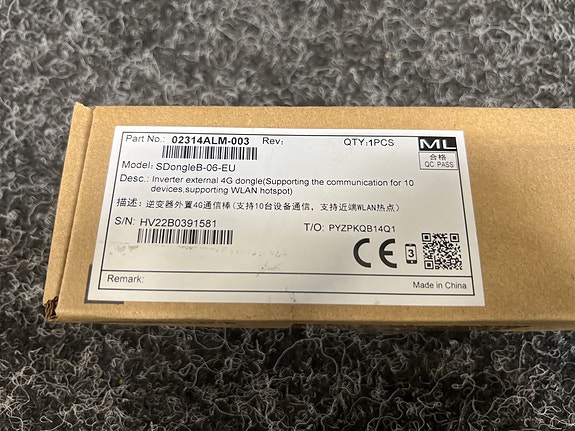 Part No.: 02314ALM-003 Rev: QTY:1PCS ML
合格
QC PASS
Model: SDongleB-06-EU
Desc.: Inverter external 4G dongle(Supporting the communication for 10
devices,supporting WLAN hotspot)
描述: 逆变器外置4G通信棒(支持10台设备通信，支持近端WLAN热点)
S/N: HV22B0391581 T/O: PYZPKQB14Q1
CE 3
Remark: Made in China